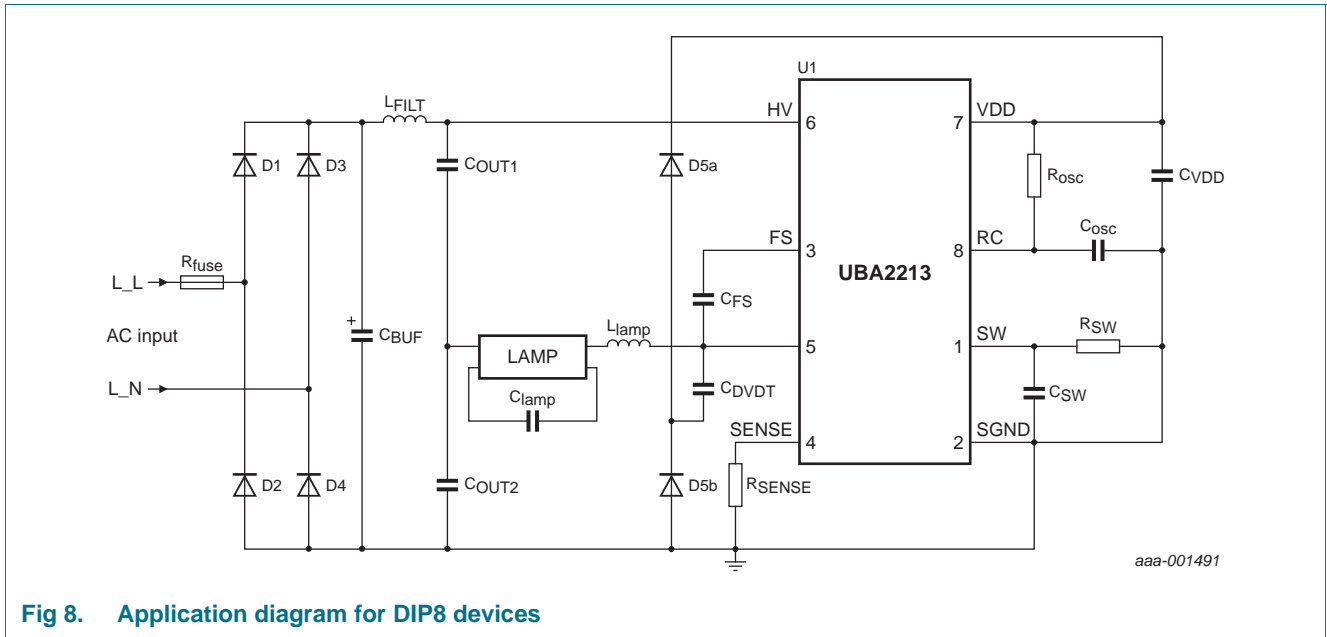 U1
LFILT
HV
6
7
VDD
D1
D3
COUT1
D5a
Rosc
CVDD
FS
3
8
RC
Cosc
UBA2213
L_L
Rfuse
CFS
AC input
+
CBUF
Llamp
LAMP
5
1
SW
RSW
L_N
Clamp
CDVDT
CSW
SENSE
4
2
SGND
D2
D4
COUT2
D5b
RSENSE
aaa-001491
Fig 8. Application diagram for DIP8 devices